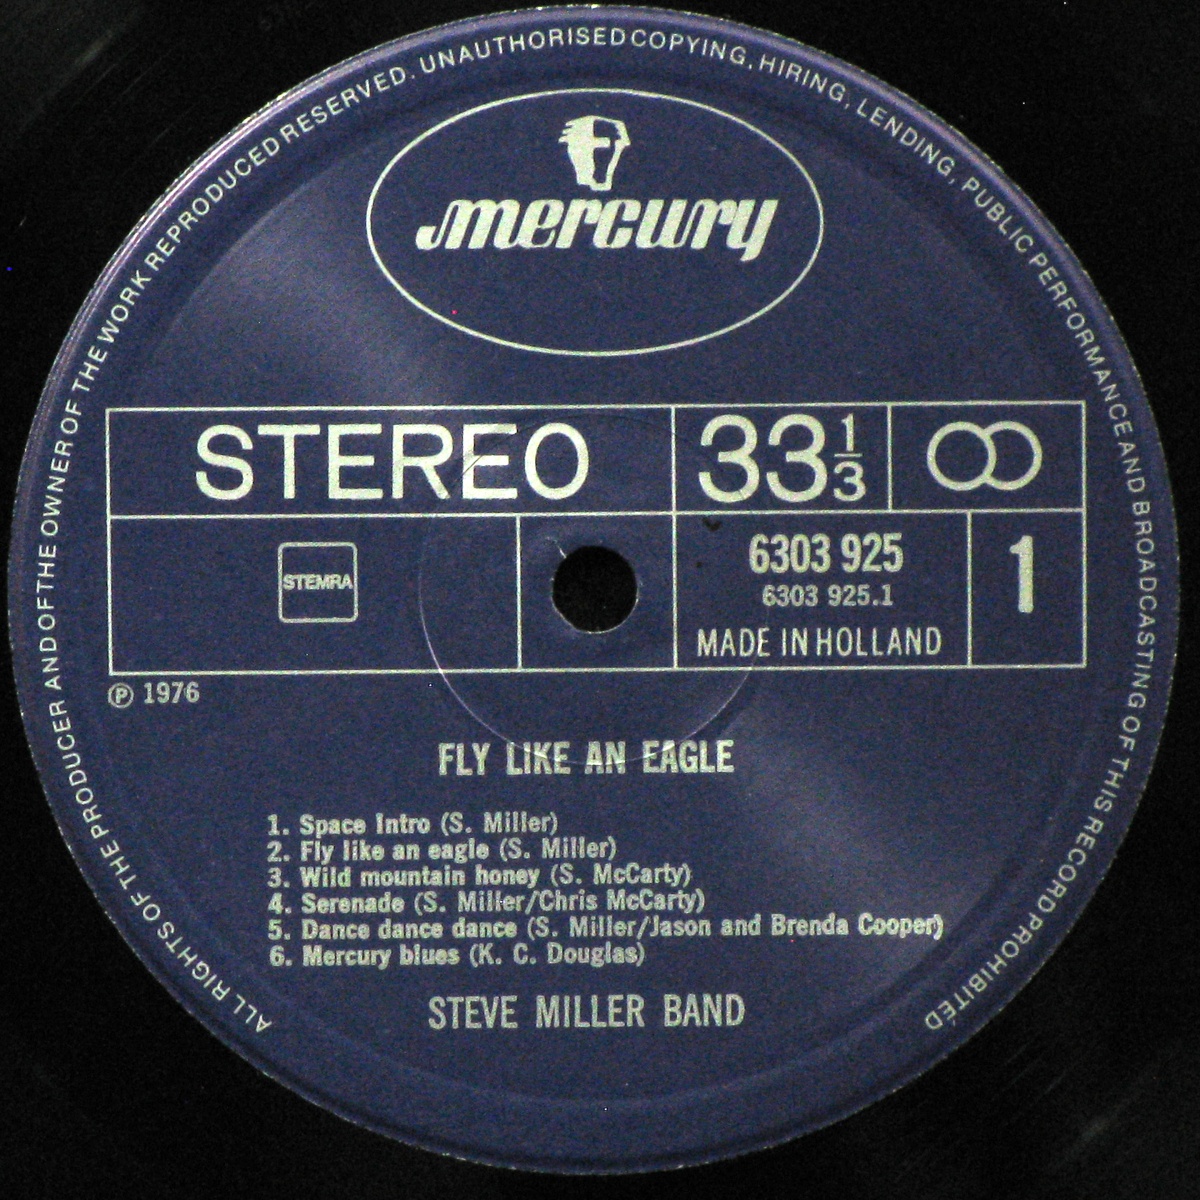 ALL RIGHTS OF THE PRODUCER AND OF THE OWNER OF THE WORK REPRODUCED RESERVED. UNAUTHORISED COPYING, HIRING, LENDING, PUBLIC PERFORMANCE AND BROADCASTING OF THIS RECORD PROHIBITED
mercury
STEREO 33 1/3
STEMRA
6303 925
6303 925.1
MADE IN HOLLAND
1
℗ 1976
FLY LIKE AN EAGLE
1. Space Intro (S. Miller)
2. Fly like an eagle (S. Miller)
3. Wild mountain honey (S. McCarty)
4. Serenade (S. Miller/Chris McCarty)
5. Dance dance dance (S. Miller/Jason and Brenda Cooper)
6. Mercury blues (K. C. Douglas)
STEVE MILLER BAND